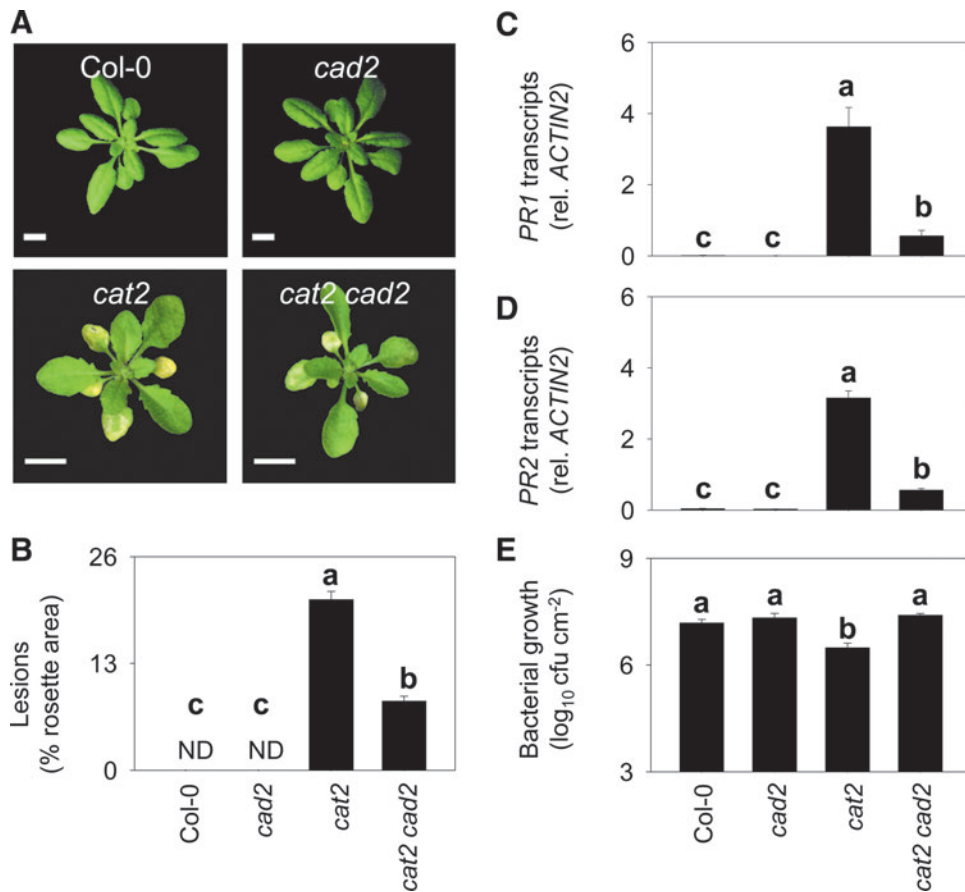 A
Col-0
cad2
cat2
cat2 cad2
B
Lesions
(% rosette area)
26
13
0
c
c
a
b
ND
ND
Col-0
cad2
cat2
cat2 cad2
C
PR1 transcripts
(rel. ACTIN2)
6
4
2
0
c
c
a
b
D
PR2 transcripts
(rel. ACTIN2)
6
4
2
0
c
c
a
b
E
Bacterial growth
(log₁₀ cfu cm⁻²)
9
6
3
a
a
b
a
Col-0
cad2
cat2
cat2 cad2